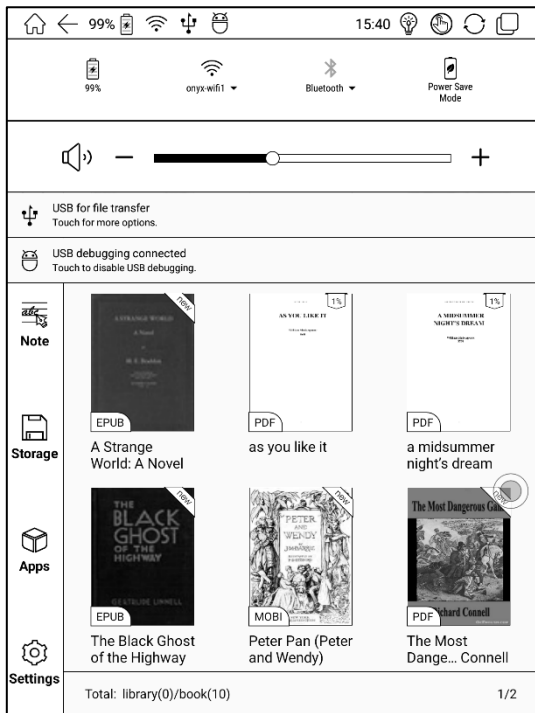 99%
15:40
99%
onyx-wifi1
Bluetooth
Power Save
Mode
USB for file transfer
Touch for more options.
USB debugging connected
Touch to disable USB debugging.
Note
Storage
Apps
Settings
new
A STRANGE WORLD
A Novel
M. E. Braddon
EPUB
A Strange
World: A Novel
1%
AS YOU LIKE IT
PDF
as you like it
1%
A MIDSUMMER
NIGHT'S DREAM
PDF
a midsummer
night's dream
new
THE
BLACK
GHOST
OF THE
HIGHWAY
GERTRUDE LINNELL
EPUB
The Black Ghost
of the Highway
new
PETER
AND
WENDY
MOBI
Peter Pan (Peter
and Wendy)
new
The Most Dangerous
Richard Connell
PDF
The Most
Dange... Connell
Total: library(0)/book(10)
1/2